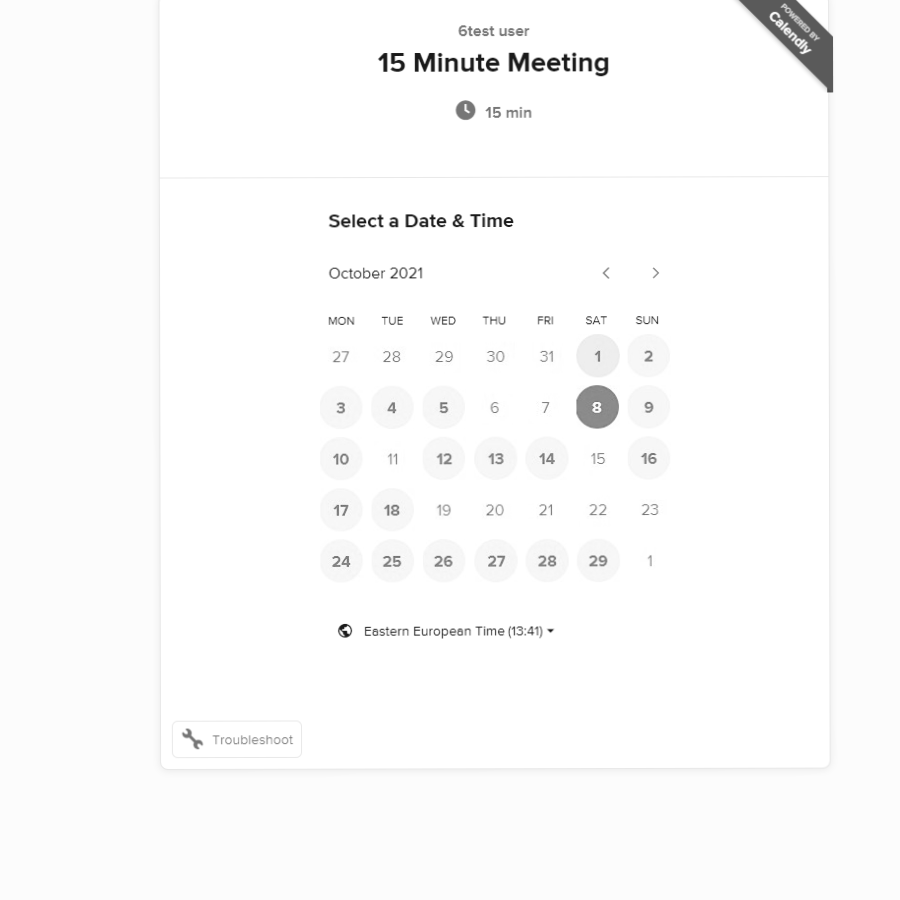 POWERED BY
Calendly
6test user
15 Minute Meeting
15 min
Select a Date & Time
October 2021
MON TUE WED THU FRI SAT SUN
27 28 29 30 31 1 2
3 4 5 6 7 8 9
10 11 12 13 14 15 16
17 18 19 20 21 22 23
24 25 26 27 28 29 1
Eastern European Time (13:41)
Troubleshoot